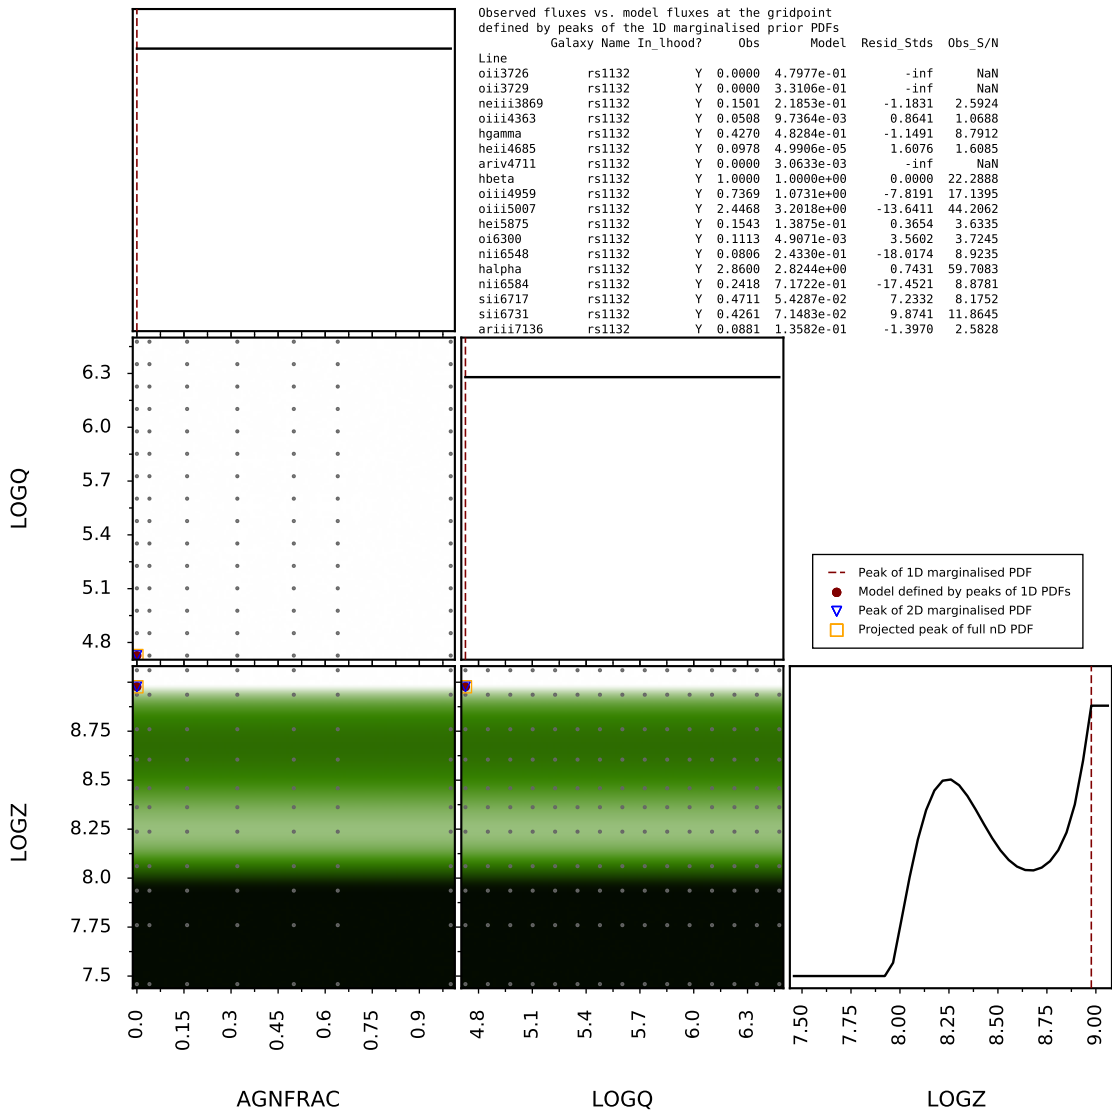 Observed fluxes vs. model fluxes at the gridpoint
defined by peaks of the 1D marginalised prior PDFs
Galaxy Name In_lhood? Obs Model Resid_Stds Obs_S/N
Line
oii3726 rs1132 Y 0.0000 4.7977e-01 -inf NaN
oii3729 rs1132 Y 0.0000 3.3106e-01 -inf NaN
neiii3869 rs1132 Y 0.1501 2.1853e-01 -1.1831 2.5924
oiii4363 rs1132 Y 0.0508 9.7364e-03 0.8641 1.0688
hgamma rs1132 Y 0.4270 4.8284e-01 -1.1491 8.7912
heii4685 rs1132 Y 0.0978 4.9906e-05 1.6076 1.6085
ariv4711 rs1132 Y 0.0000 3.0633e-03 -inf NaN
hbeta rs1132 Y 1.0000 1.0000e+00 0.0000 22.2888
oiii4959 rs1132 Y 0.7369 1.0731e+00 -7.8191 17.1395
oiii5007 rs1132 Y 2.4468 3.2018e+00 -13.6411 44.2062
hei5875 rs1132 Y 0.1543 1.3875e-01 0.3654 3.6335
oi6300 rs1132 Y 0.1113 4.9071e-03 3.5602 3.7245
nii6548 rs1132 Y 0.0806 2.4330e-01 -18.0174 8.9235
halpha rs1132 Y 2.8600 2.8244e+00 0.7431 59.7083
nii6584 rs1132 Y 0.2418 7.1722e-01 -17.4521 8.8781
sii6717 rs1132 Y 0.4711 5.4287e-02 7.2332 8.1752
sii6731 rs1132 Y 0.4261 7.1483e-02 9.8741 11.8645
ariii7136 rs1132 Y 0.0881 1.3582e-01 -1.3970 2.5828
6.3
6.0
5.7
5.4
5.1
4.8
LOGQ
Peak of 1D marginalised PDF
Model defined by peaks of 1D PDFs
Peak of 2D marginalised PDF
Projected peak of full nD PDF
8.75
8.5
8.25
8.0
7.75
7.5
LOGZ
0.0 0.15 0.3 0.45 0.6 0.75 0.9
4.8 5.1 5.4 5.7 6.0 6.3
7.50 7.75 8.00 8.25 8.50 8.75 9.00
AGNFRAC LOGQ LOGZ